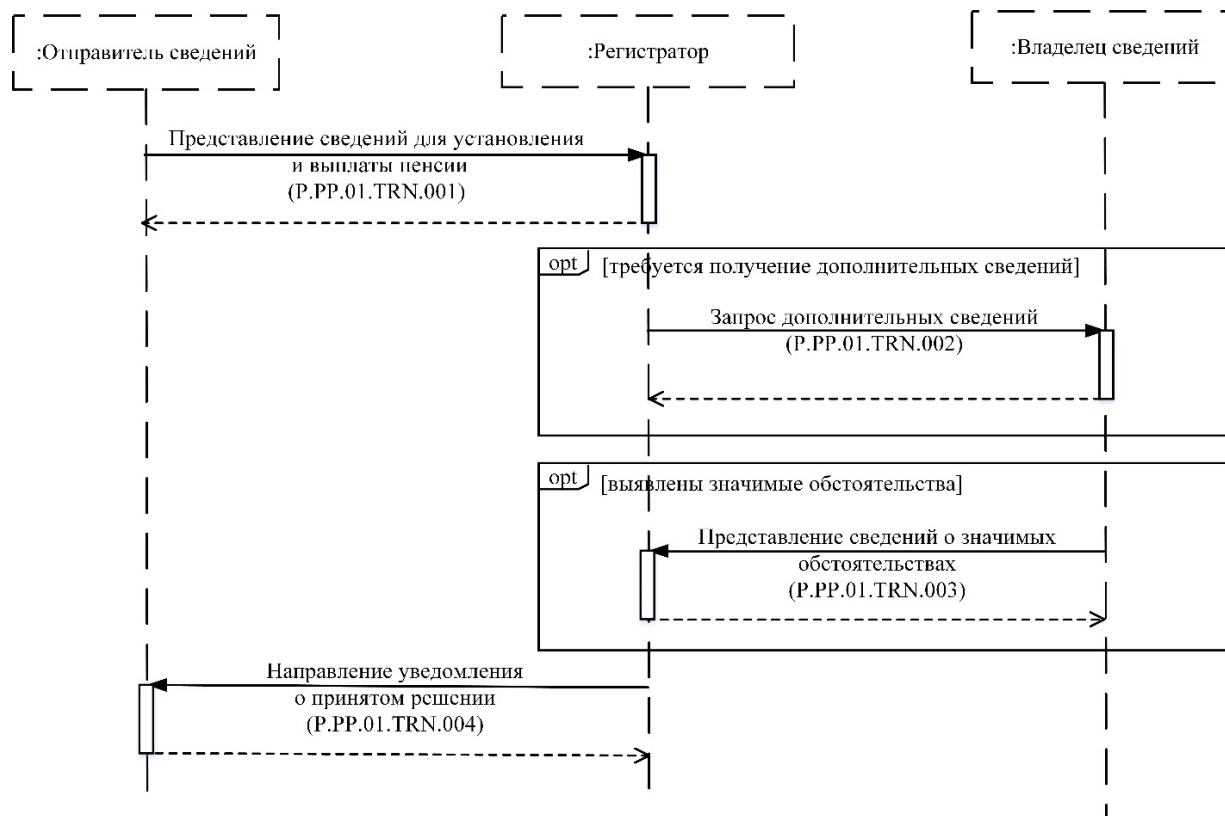 :Отправитель сведений
:Регистратор
:Владелец сведений
Представление сведений для установления
и выплаты пенсии
(P.PP.01.TRN.001)
opt [требуется получение дополнительных сведений]
Запрос дополнительных сведений
(P.PP.01.TRN.002)
opt [выявлены значимые обстоятельства]
Представление сведений о значимых
обстоятельствах
(P.PP.01.TRN.003)
Направление уведомления
о принятом решении
(P.PP.01.TRN.004)